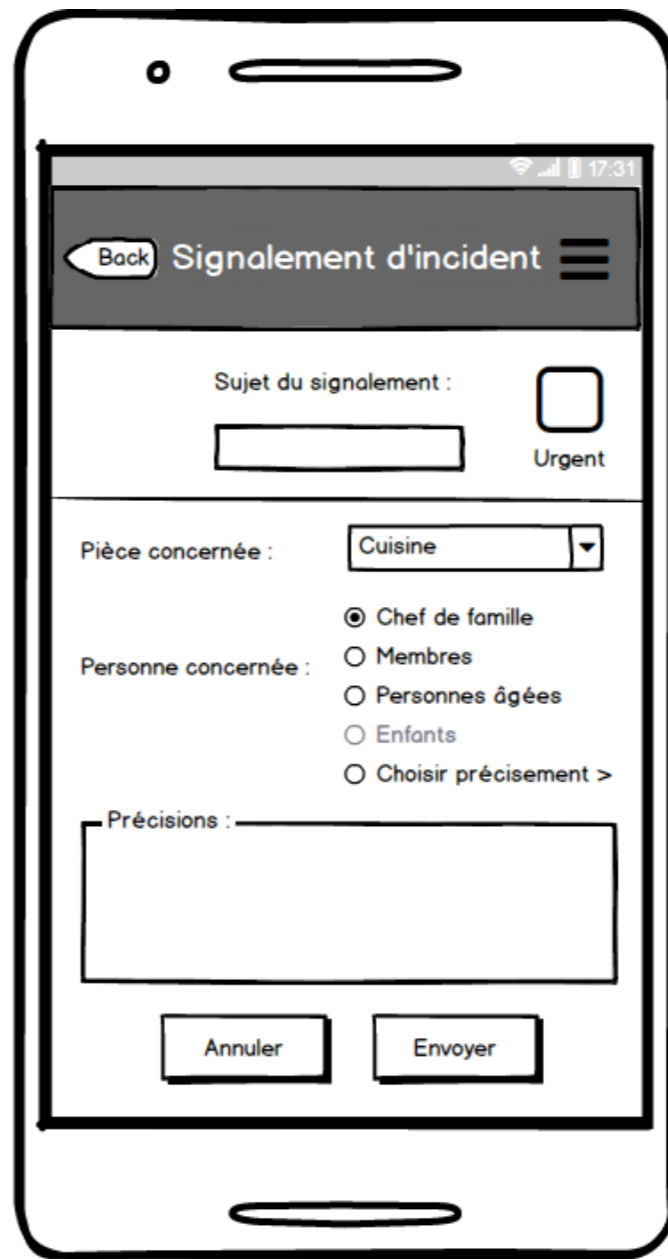 17:31
Back Signalement d'incident
Sujet du signalement :
Urgent
Pièce concernée : Cuisine
Chef de famille
Membres
Personne concernée :
Personnes âgées
Enfants
Choisir précisement >
Précisions :
Annuler Envoyer